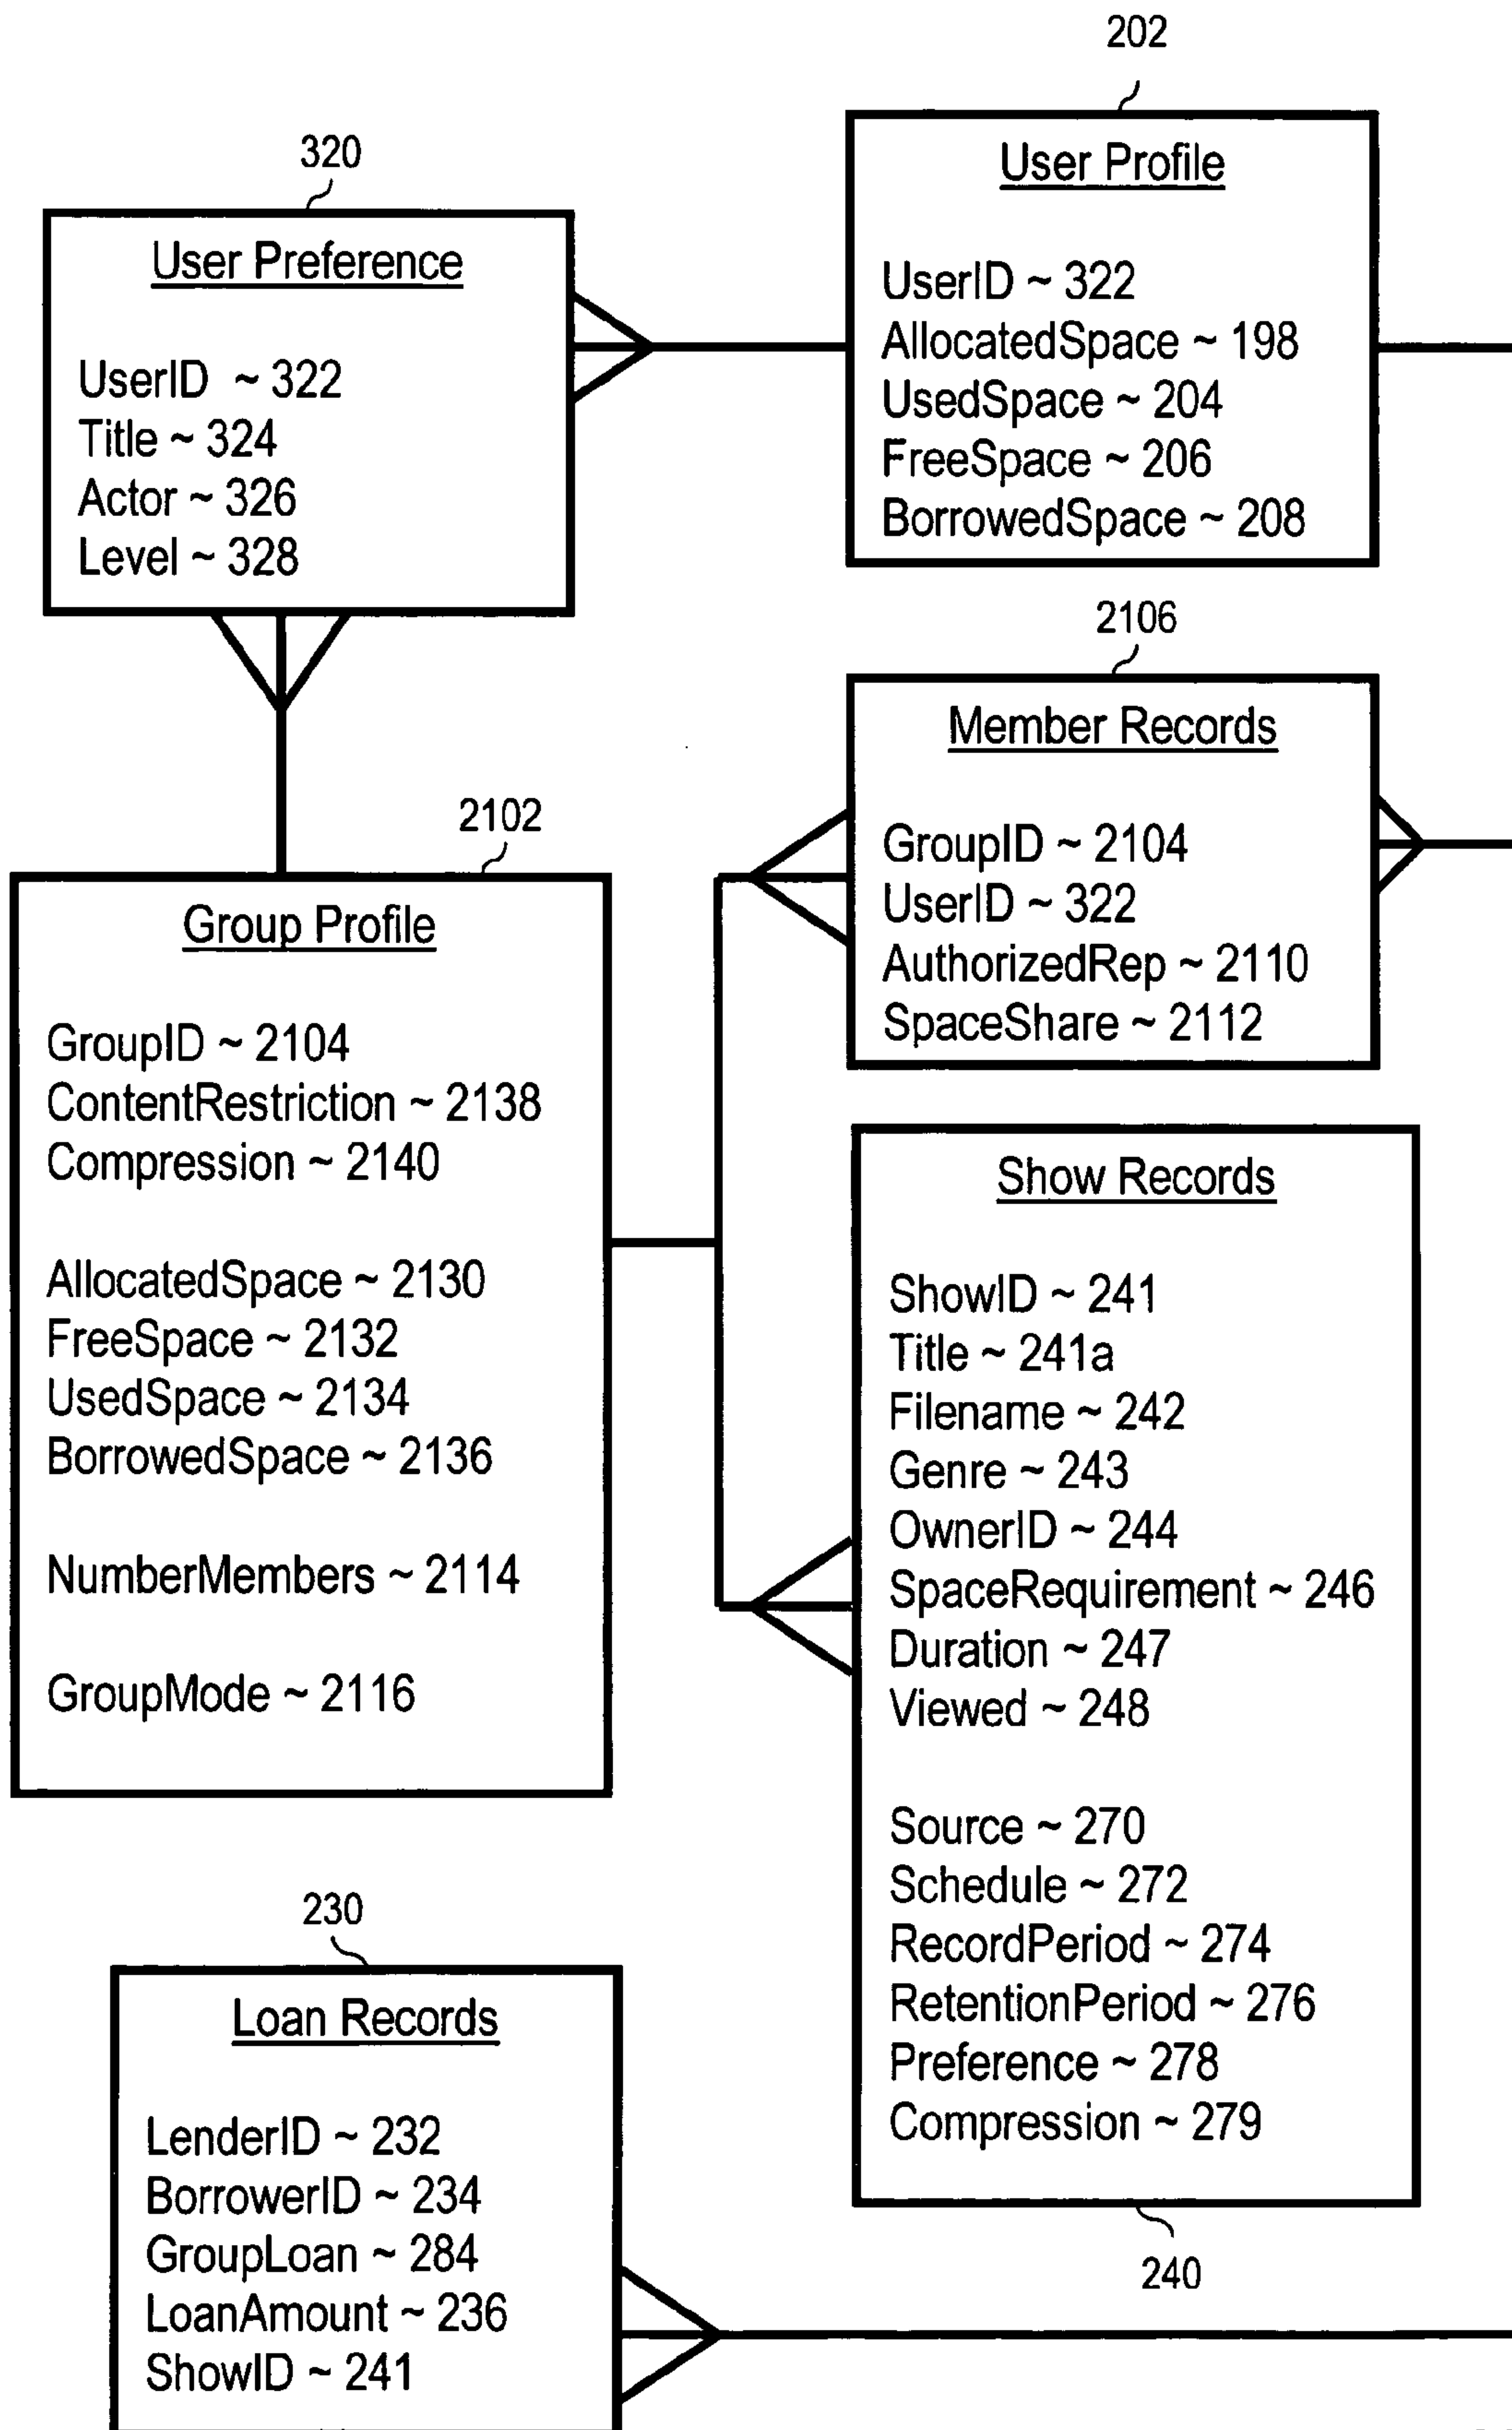 202
User Profile
UserID ~ 322
AllocatedSpace ~ 198
UsedSpace ~ 204
FreeSpace ~ 206
BorrowedSpace ~ 208
320
User Preference
UserID ~ 322
Title ~ 324
Actor ~ 326
Level ~ 328
2106
Member Records
GroupID ~ 2104
UserID ~ 322
AuthorizedRep ~ 2110
SpaceShare ~ 2112
2102
Group Profile
GroupID ~ 2104
ContentRestriction ~ 2138
Compression ~ 2140
AllocatedSpace ~ 2130
FreeSpace ~ 2132
UsedSpace ~ 2134
BorrowedSpace ~ 2136
NumberMembers ~ 2114
GroupMode ~ 2116
Show Records
ShowID ~ 241
Title ~ 241a
Filename ~ 242
Genre ~ 243
OwnerID ~ 244
SpaceRequirement ~ 246
Duration ~ 247
Viewed ~ 248
Source ~ 270
Schedule ~ 272
RecordPeriod ~ 274
RetentionPeriod ~ 276
Preference ~ 278
Compression ~ 279
240
230
Loan Records
LenderID ~ 232
BorrowerID ~ 234
GroupLoan ~ 284
LoanAmount ~ 236
ShowID ~ 241